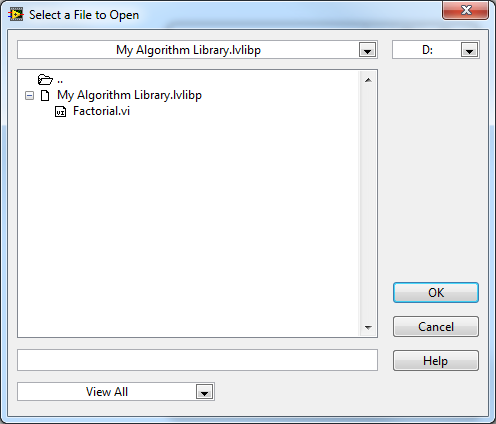 Select a File to Open
My Algorithm Library.lvlibp
D:
..
My Algorithm Library.lvlibp
VI Factorial.vi
OK
Cancel
Help
View All